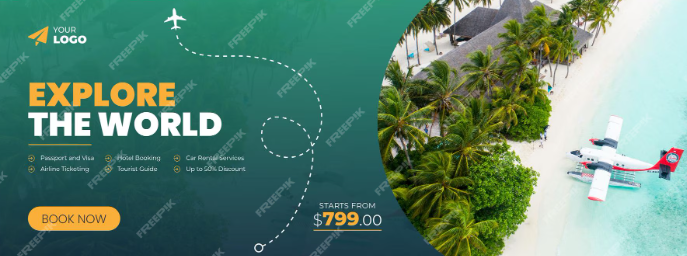 YOUR
LOGO
EXPLORE
THE WORLD
Passport and Visa
Hotel Booking
Car Rental Services
Airline Ticketing
Tourist Guide
Up to 50% Discount
BOOK NOW
STARTS FROM
$799.00
FREEPIK